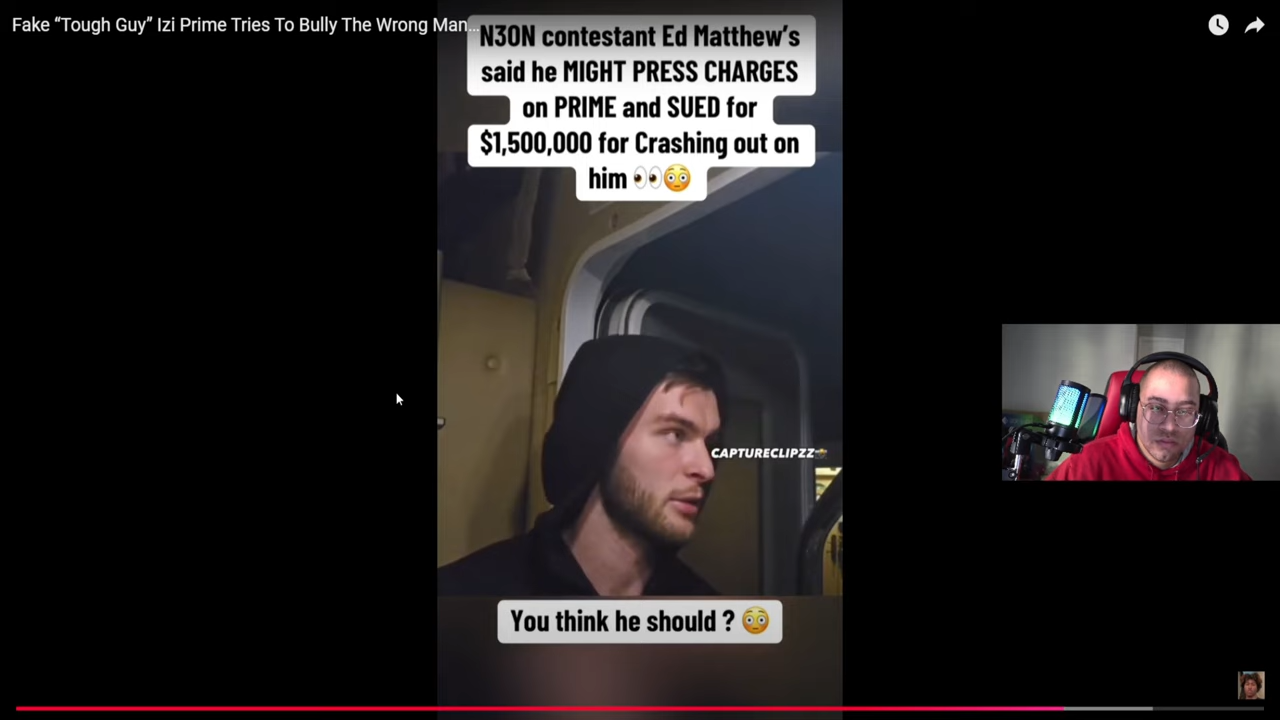 Fake “Tough Guy” Izi Prime Tries To Bully The Wrong Man...
N3ON contestant Ed Matthew’s
said he MIGHT PRESS CHARGES
on PRIME and SUED for
$1,500,000 for Crashing out on
him 👀😳
CAPTURECLIPZZ
You think he should ? 😳